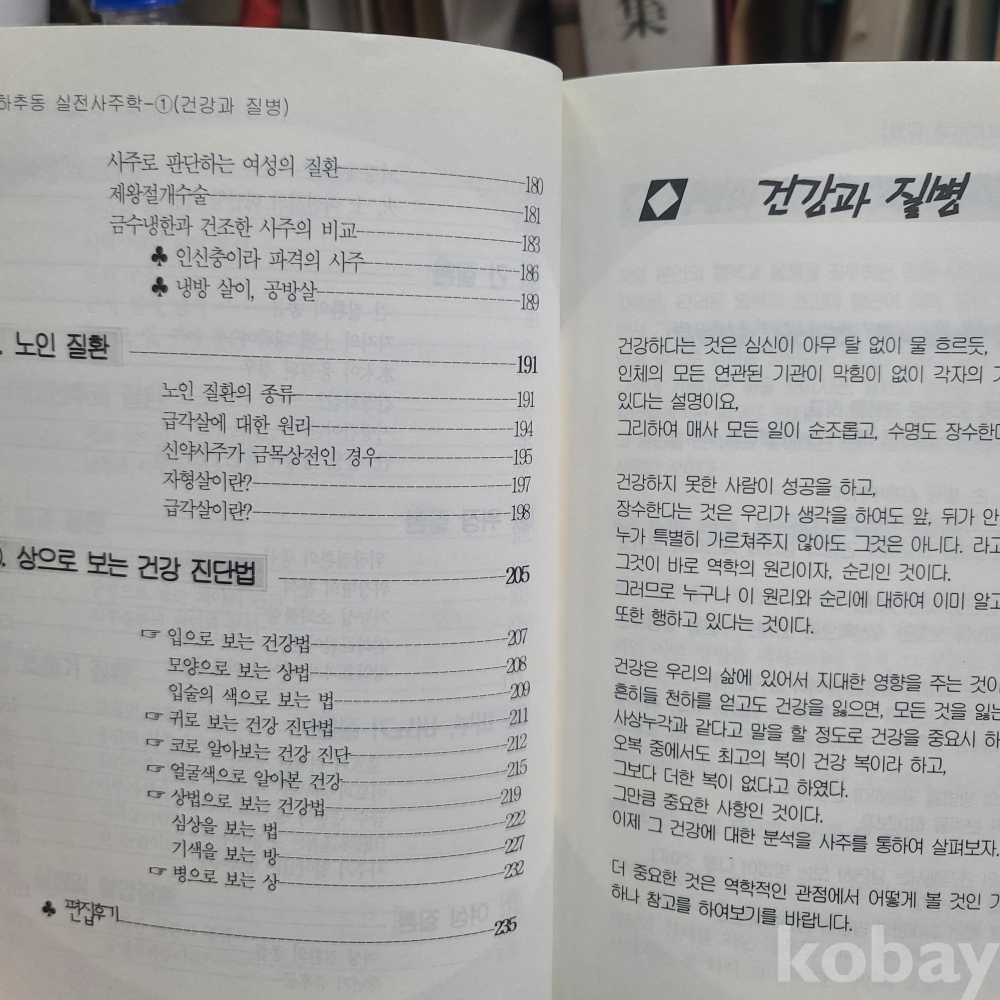 集
하추동 실전사주학-①(건강과 질병)
사주로 판단하는 여성의 질환 180
제왕절개수술 181
금수냉한과 건조한 사주의 비교 183
♣ 인신충이라 파격의 사주 186
♣ 냉방 살이, 공방살 189
. 노인 질환 191
노인 질환의 종류 191
급각살에 대한 원리 194
신약사주가 금목상전인 경우 195
자형살이란? 197
급각살이란? 198
. 상으로 보는 건강 진단법 205
☞ 입으로 보는 건강법 207
모양으로 보는 상법 208
입술의 색으로 보는 법 209
☞ 귀로 보는 건강 진단법 211
☞ 코로 알아보는 건강 진단 212
☞ 얼굴색으로 알아본 건강 215
☞ 상법으로 보는 건강법 219
심상을 보는 법 222
기색을 보는 방 227
☞ 병으로 보는 상 232
♣ 편집후기 235
건강과 질병
건강하다는 것은 심신이 아무 탈 없이 물 흐르듯,
인체의 모든 연관된 기관이 막힘이 없이 각자의
있다는 설명이요,
그리하여 매사 모든 일이 순조롭고, 수명도 장수한다
건강하지 못한 사람이 성공을 하고,
장수한다는 것은 우리가 생각을 하여도 앞, 뒤가 안
누가 특별히 가르쳐주지 않아도 그것은 아니다. 라고
그것이 바로 역학의 원리이자, 순리인 것이다.
그러므로 누구나 이 원리와 순리에 대하여 이미 알고
또한 행하고 있다는 것이다.
건강은 우리의 삶에 있어서 지대한 영향을 주는 것이
흔히들 천하를 얻고도 건강을 잃으면, 모든 것을 잃는
사상누각과 같다고 말을 할 정도로 건강을 중요시 하
오복 중에서도 최고의 복이 건강 복이라 하고,
그보다 더한 복이 없다고 하였다.
그만큼 중요한 사항인 것이다.
이제 그 건강에 대한 분석을 사주를 통하여 살펴보자.
더 중요한 것은 역학적인 관점에서 어떻게 볼 것인
하나 참고를 하여보기를 바랍니다.
kobay